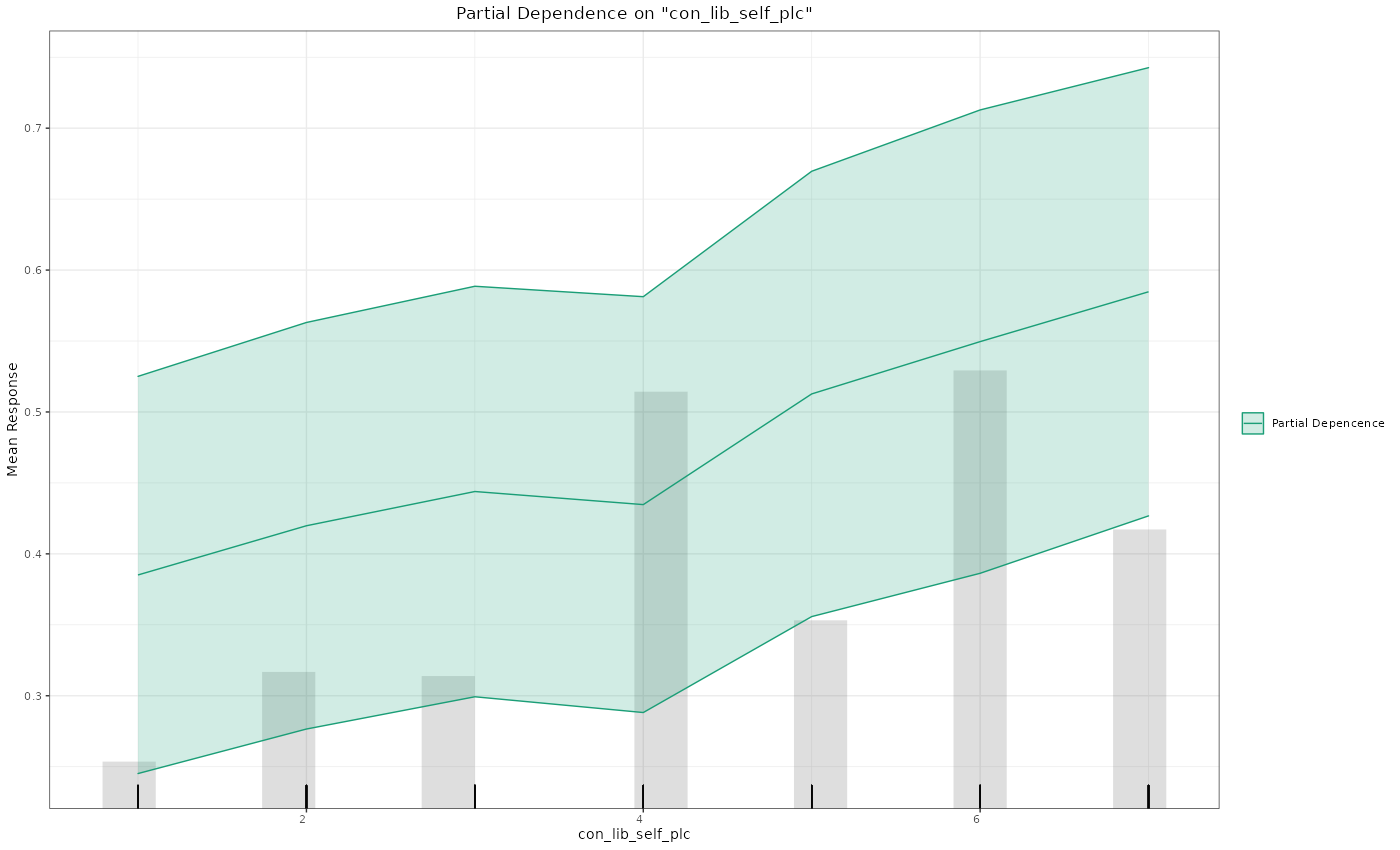 Partial Dependence on "con_lib_self_plc"
Mean Response
0.7
0.6
0.5
0.4
0.3
2
4
6
con_lib_self_plc
Partial Depencence